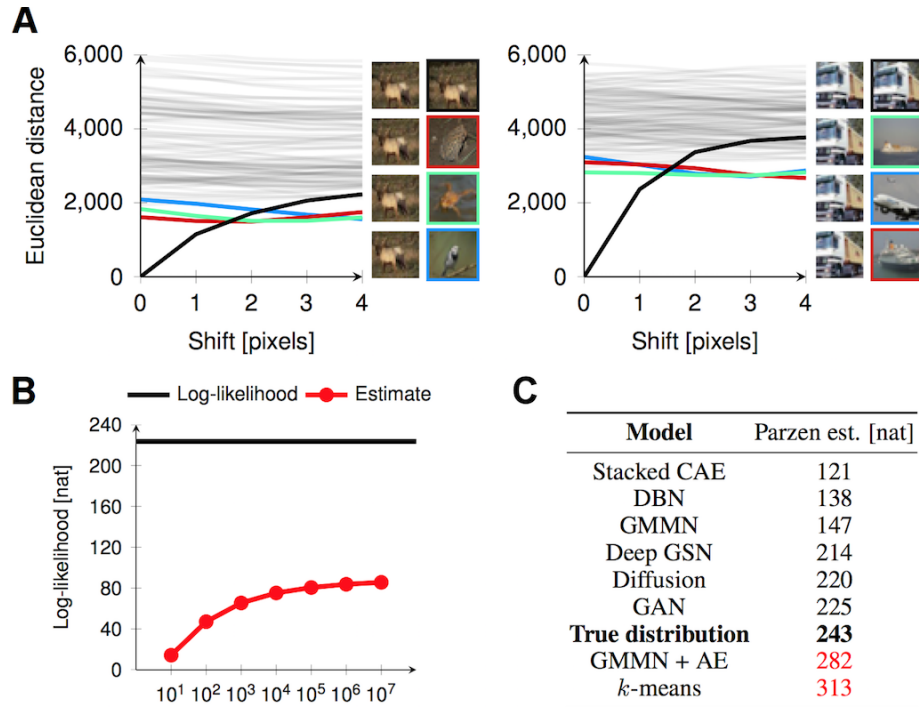 A
Euclidean distance
6,000
4,000
2,000
0
0 1 2 3 4
Shift [pixels]
6,000
4,000
2,000
0
0 1 2 3 4
Shift [pixels]
B
Log-likelihood Estimate
Log-likelihood [nat]
240
200
160
120
80
40
0
10¹ 10² 10³ 10⁴ 10⁵ 10⁶ 10⁷
C
Model Parzen est. [nat]
Stacked CAE 121
DBN 138
GMMN 147
Deep GSN 214
Diffusion 220
GAN 225
True distribution 243
GMMN + AE 282
k-means 313